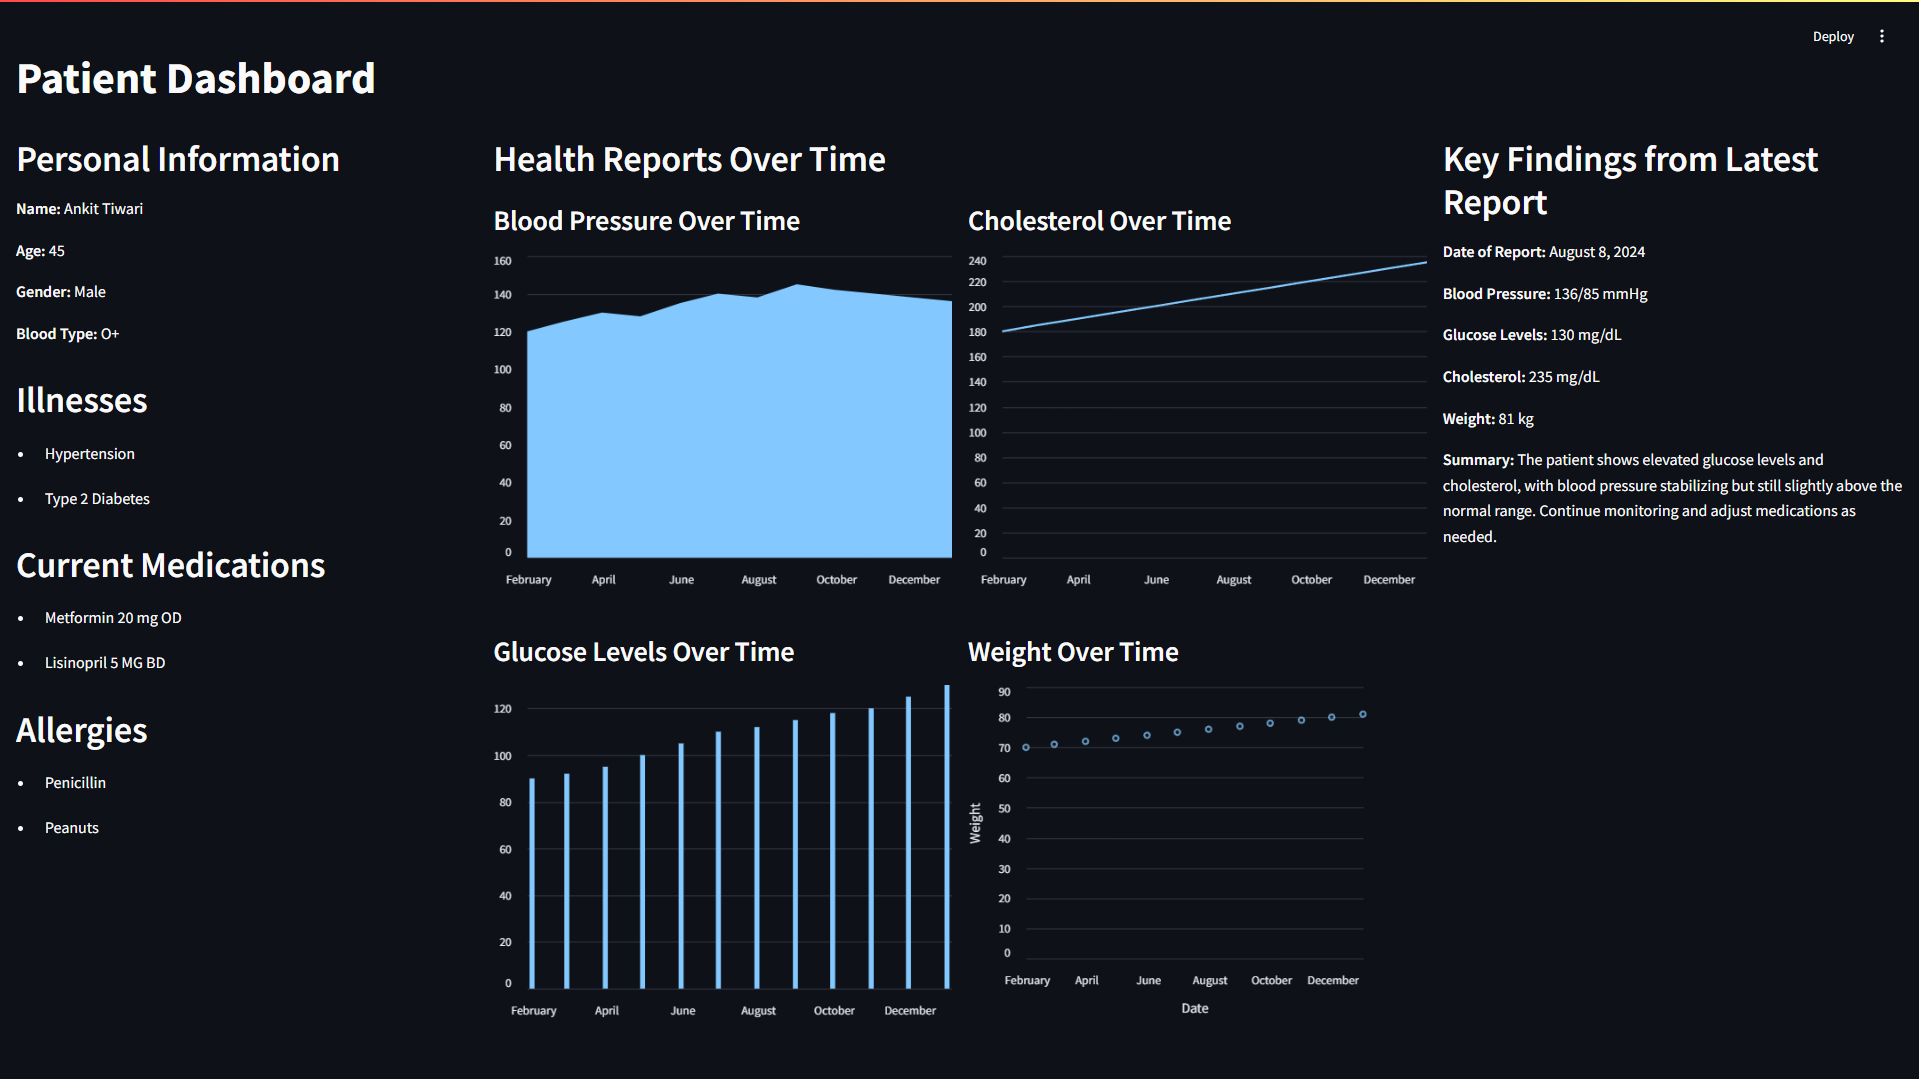 Deploy
Patient Dashboard
Personal Information
Name: Ankit Tiwari
Age: 45
Gender: Male
Blood Type: O+
Illnesses
• Hypertension
• Type 2 Diabetes
Current Medications
• Metformin 20 mg OD
• Lisinopril 5 MG BD
Allergies
• Penicillin
• Peanuts
Health Reports Over Time
Blood Pressure Over Time
160
140
120
100
80
60
40
20
0
February April June August October December
Cholesterol Over Time
240
220
200
180
160
140
120
100
80
60
40
20
0
February April June August October December
Glucose Levels Over Time
120
100
80
60
40
20
0
February April June August October December
Weight Over Time
Weight
90
80
70
60
50
40
30
20
10
0
February April June August October December
Date
Key Findings from Latest
Report
Date of Report: August 8, 2024
Blood Pressure: 136/85 mmHg
Glucose Levels: 130 mg/dL
Cholesterol: 235 mg/dL
Weight: 81 kg
Summary: The patient shows elevated glucose levels and
cholesterol, with blood pressure stabilizing but still slightly above the
normal range. Continue monitoring and adjust medications as
needed.